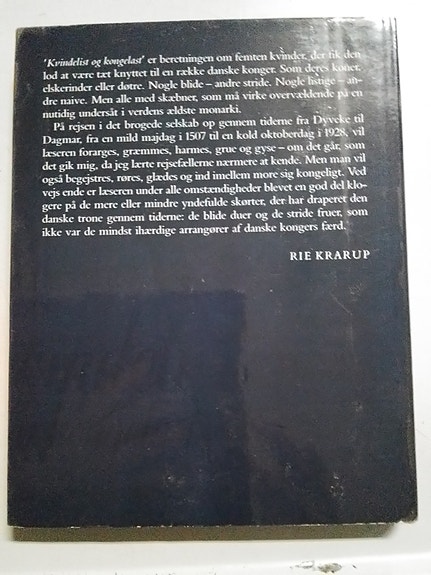 'Kvindelist og kongelast' er beretningen om femten kvinder, der fik den
lod at være tæt knyttet til en række danske konger. Som deres koner,
elskerinder eller døtre. Nogle blide – andre stride. Nogle listige – an-
dre naive. Men alle med skæbner, som må virke overvældende på en
nutidig undersåt i verdens ældste monarki.
På rejsen i det brogede selskab op gennem tiderne fra Dyveke til
Dagmar, fra en mild majdag i 1507 til en kold oktoberdag i 1928, vil
læseren forarges, græmmes, harmes, grue og gyse – om det går, som
det gik mig, da jeg lærte rejsefællerne nærmere at kende. Men man vil
også begejstres, røres, glædes og ind imellem more sig kongeligt. Ved
vejs ende er læseren under alle omstændigheder blevet en god del klo-
gere på de mere eller mindre yndefulde skørter, der har draperet den
danske trone gennem tiderne: de blide duer og de stride fruer, som
ikke var de mindst ihærdige arrangører af danske kongers færd.
RIE KRARUP